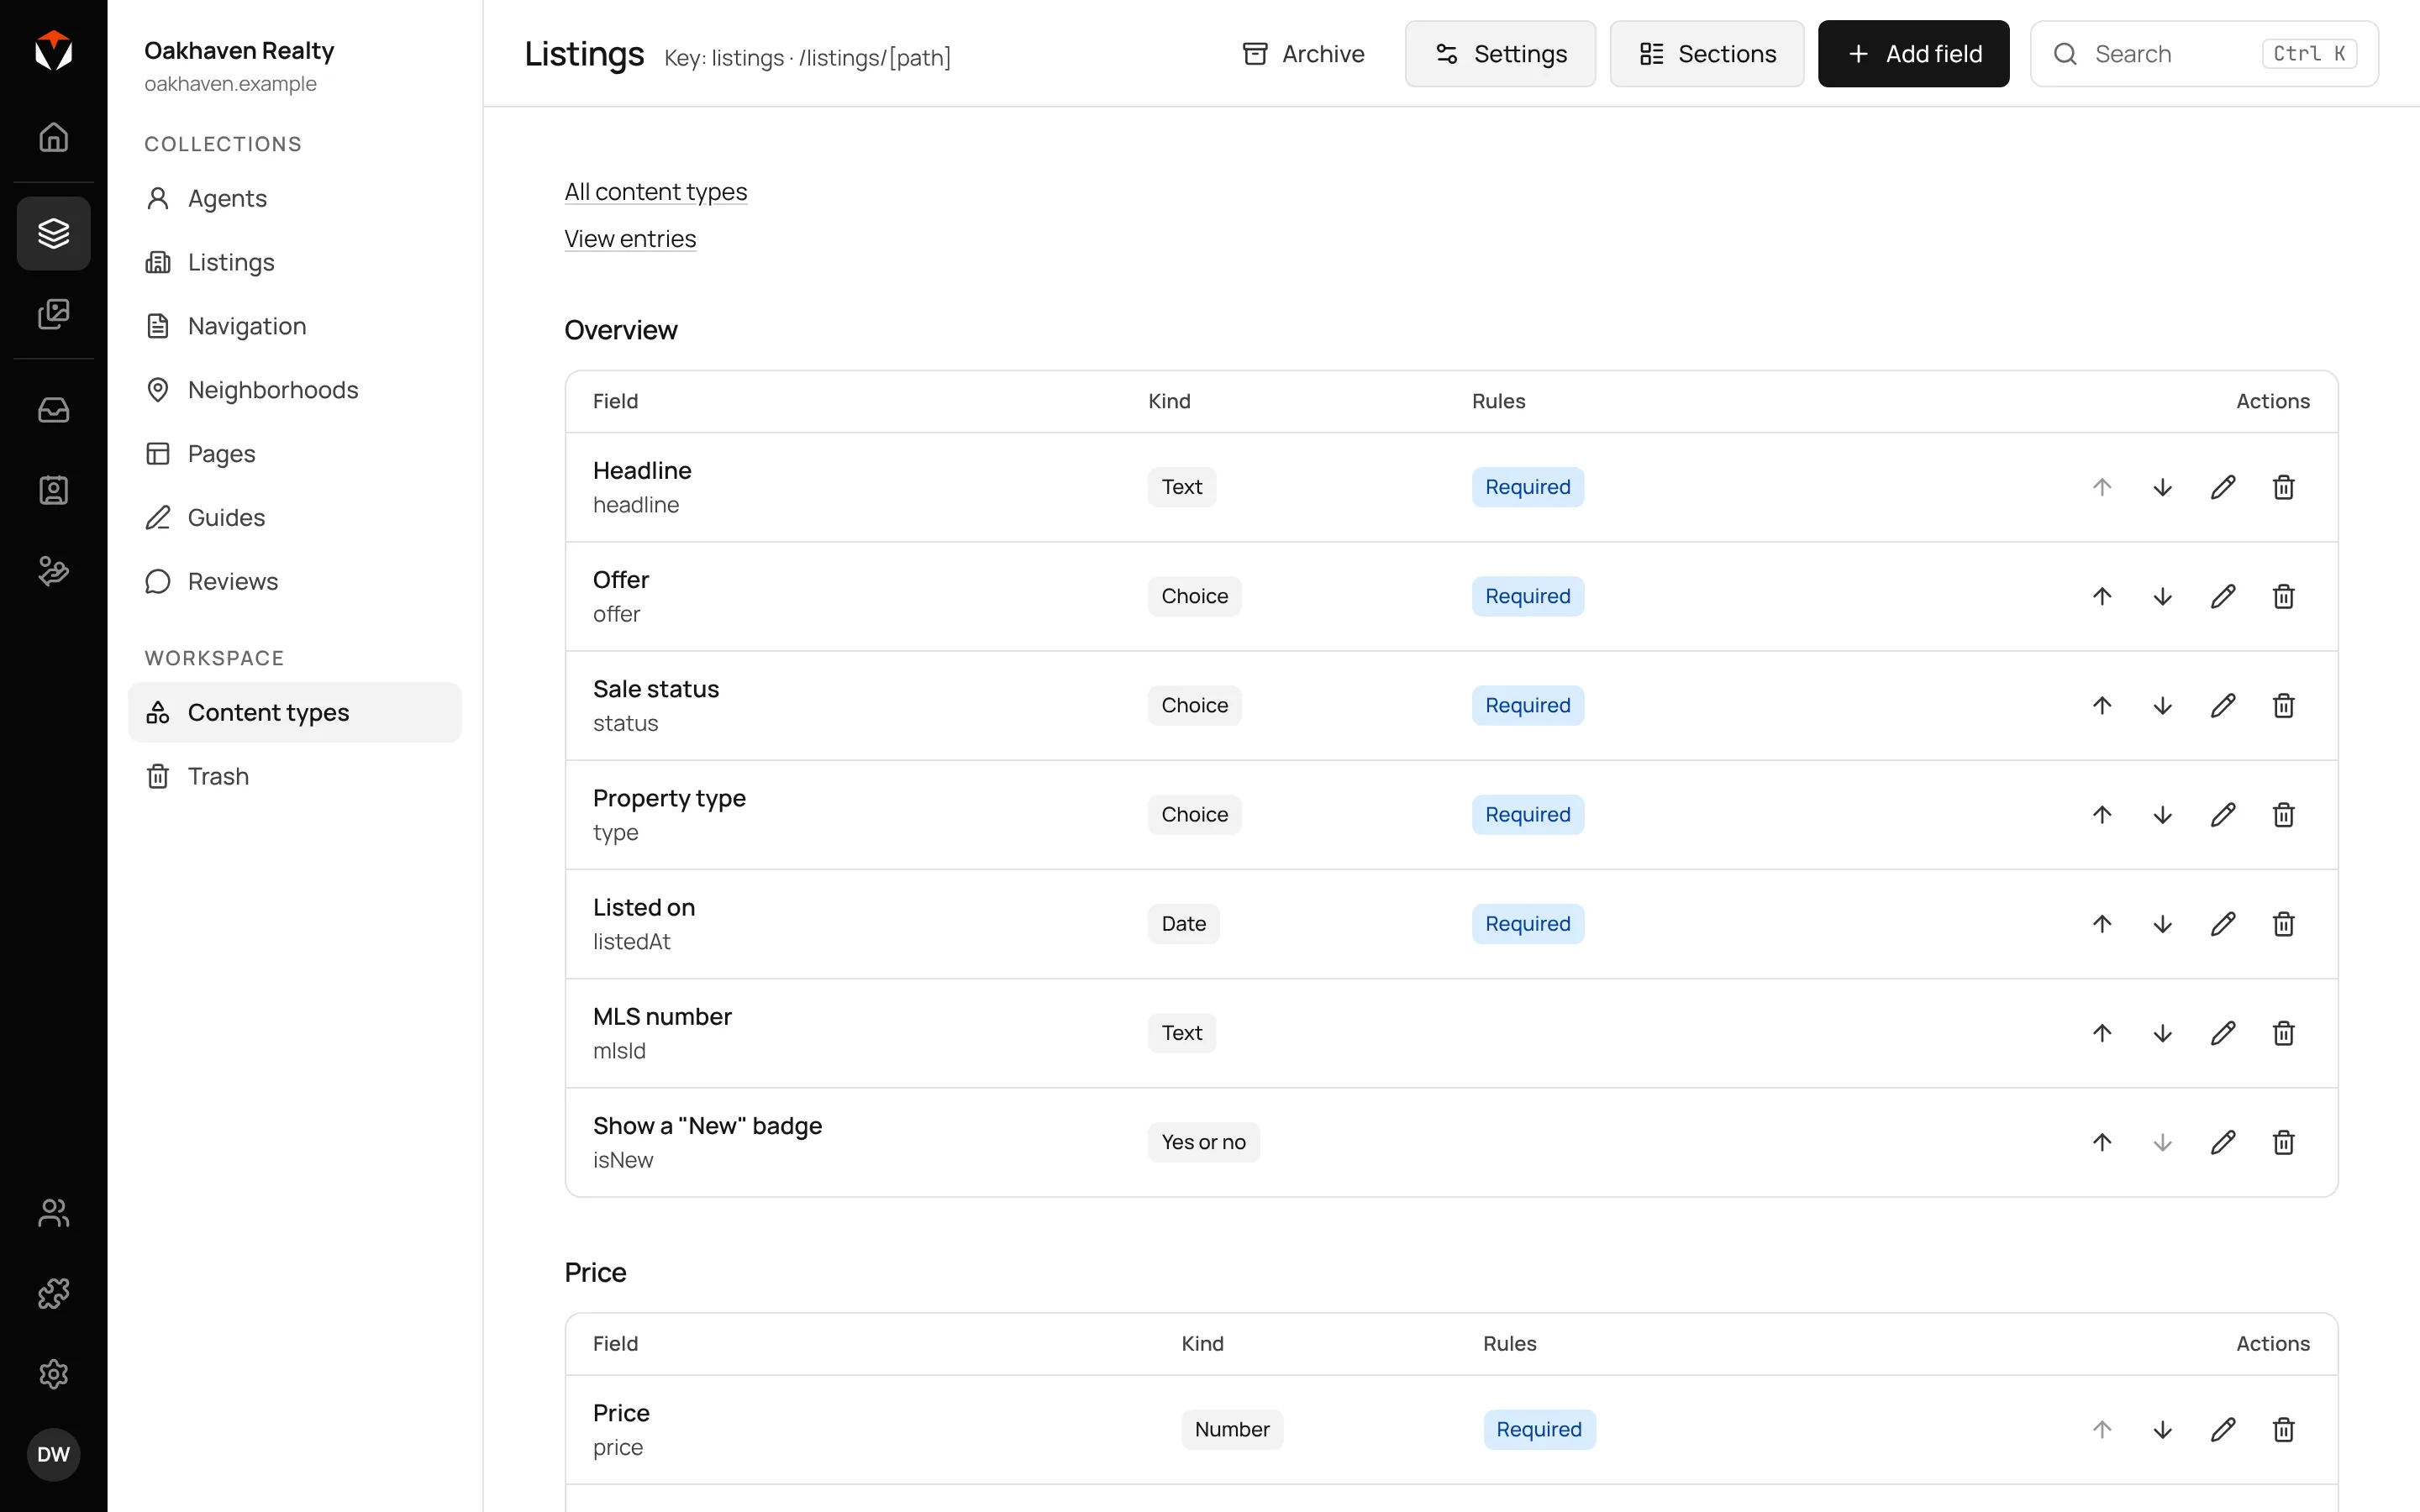 Oakhaven Realty
oakhaven.example
COLLECTIONS
Agents
Listings
Navigation
Neighborhoods
Pages
Guides
Reviews
WORKSPACE
Content types
Trash
DW
Listings Key: listings · /listings/[path]
Archive
Settings
Sections
Add field
Search Ctrl K
All content types
View entries
Overview
Field Kind Rules Actions
Headline
headline
Text Required
Offer
offer
Choice Required
Sale status
status
Choice Required
Property type
type
Choice Required
Listed on
listedAt
Date Required
MLS number
mlsId
Text
Show a "New" badge
isNew
Yes or no
Price
Field Kind Rules Actions
Price
price
Number Required